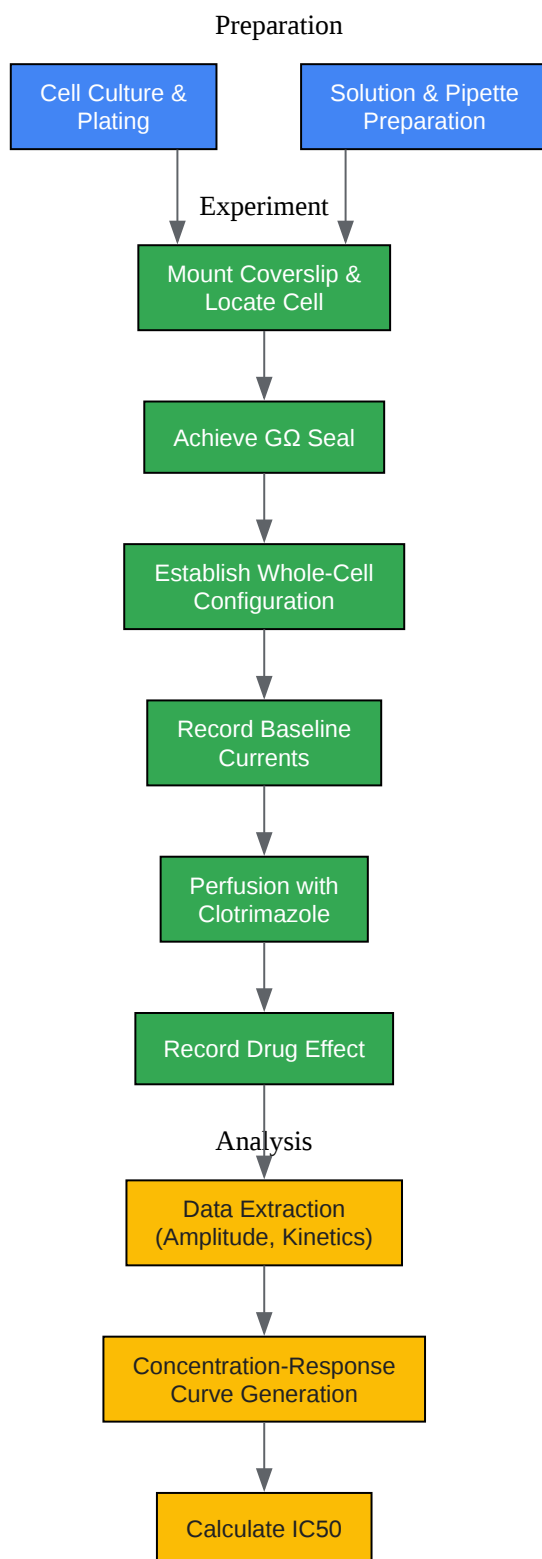 Preparation
Cell Culture &
Plating
Solution & Pipette
Preparation
Experiment
Mount Coverslip &
Locate Cell
Achieve GΩ Seal
Establish Whole-Cell
Configuration
Record Baseline
Currents
Perfusion with
Clotrimazole
Record Drug Effect
Analysis
Data Extraction
(Amplitude, Kinetics)
Concentration-Response
Curve Generation
Calculate IC50